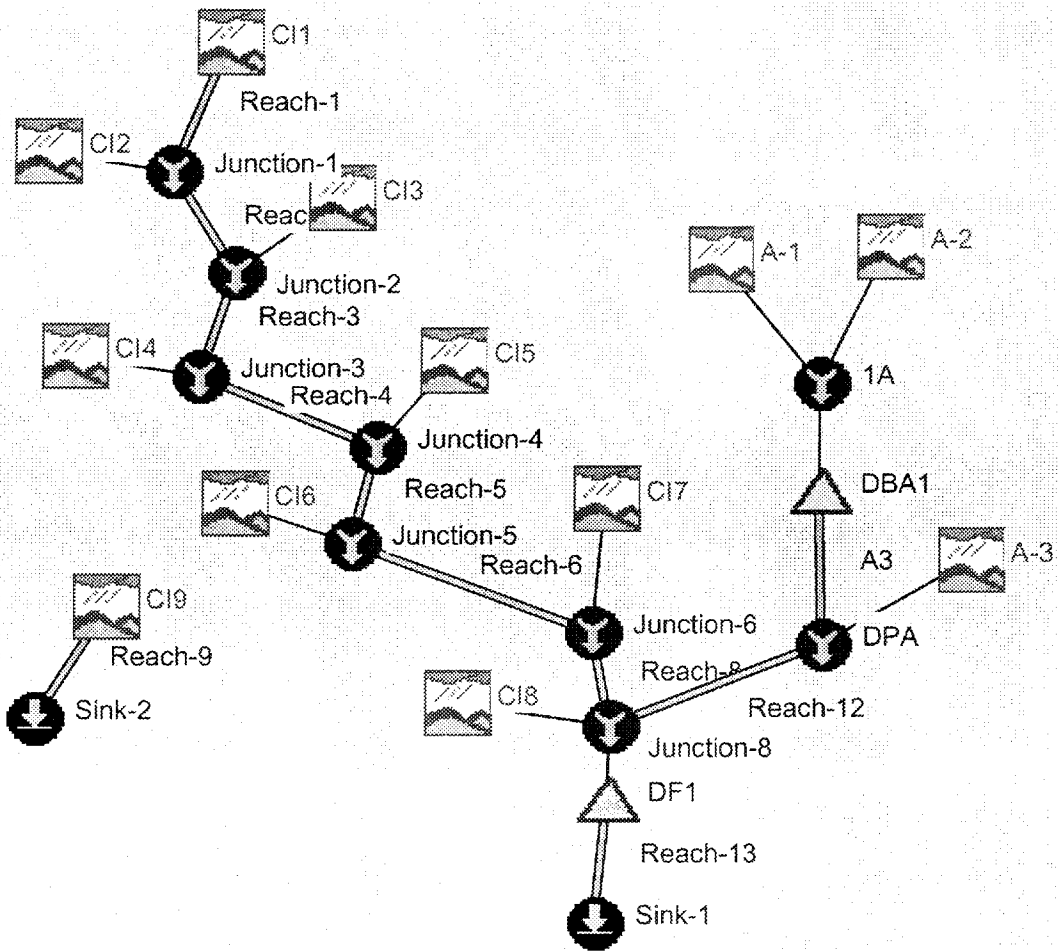 CI1
Reach-1
CI2
Junction-1
CI3
Reac
A-1
A-2
Junction-2
Reach-3
CI4
CI5
Junction-3
1A
Reach-4
Junction-4
Reach-5
DBA1
CI6
CI7
Junction-5
Reach-6
A3
A-3
CI9
Junction-6
DPA
Reach-9
Reach-8
CI8
Sink-2
Reach-12
Junction-8
DF1
Reach-13
Sink-1